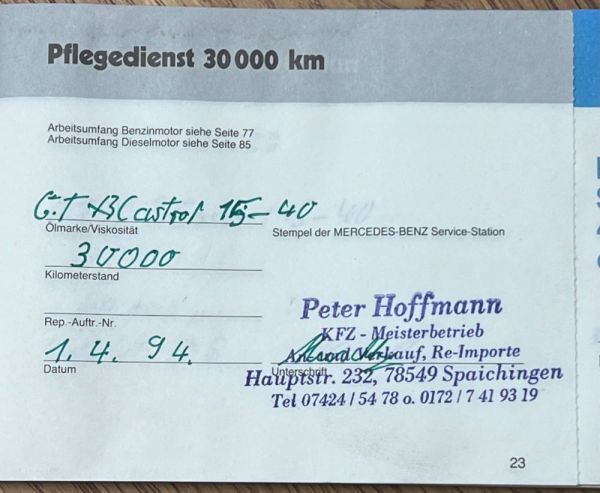 Pflegedienst 30 000 km
Arbeitsumfang Benzinmotor siehe Seite 77
Arbeitsumfang Dieselmotor siehe Seite 85
Castrol 15-40
Ölmarke/Viskosität
Stempel der MERCEDES-BENZ Service-Station
30000
Kilometerstand
Rep.-Auftr.-Nr.
1. 4. 94.
Datum
Unterschrift
Peter Hoffmann
KFZ - Meisterbetrieb
An und Verkauf, Re-Importe
Hauptstr. 232, 78549 Spaichingen
Tel 07424 / 54 78 o. 0172 / 7 41 93 19
23